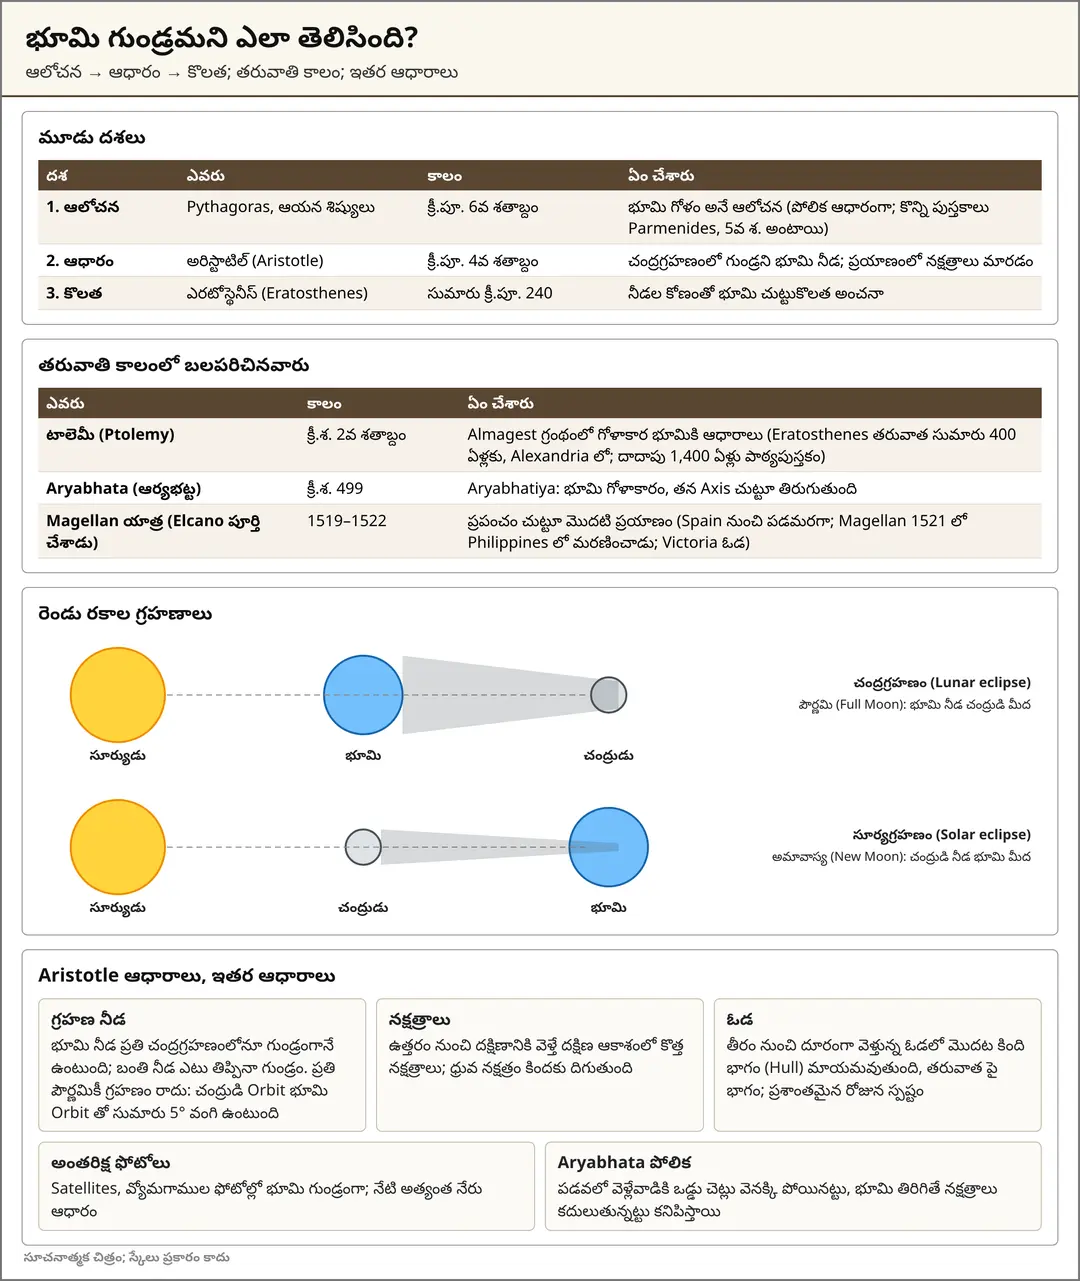 భూమి గుండ్రమని ఎలా తెలిసింది?
ఆలోచన → ఆధారం → కొలత; తరువాతి కాలం; ఇతర ఆధారాలు
మూడు దశలు
దశ ఎవరు కాలం ఏం చేశారు
1. ఆలోచన Pythagoras, ఆయన శిష్యులు క్రీ.పూ. 6వ శతాబ్దం భూమి గోళం అనే ఆలోచన (పోలిక ఆధారంగా; కొన్ని పుస్తకాలు
Parmenides, 5వ శ. అంటాయి)
2. ఆధారం అరిస్టాటిల్ (Aristotle) క్రీ.పూ. 4వ శతాబ్దం చంద్రగ్రహణంలో గుండ్రని భూమి నీడ; ప్రయాణంలో నక్షత్రాలు మారడం
3. కొలత ఎరటోస్థెనీస్ (Eratosthenes) సుమారు క్రీ.పూ. 240 నీడల కోణంతో భూమి చుట్టుకొలత అంచనా
తరువాతి కాలంలో బలపరిచినవారు
ఎవరు కాలం ఏం చేశారు
టాలెమీ (Ptolemy) క్రీ.శ. 2వ శతాబ్దం Almagest గ్రంథంలో గోళాకార భూమికి ఆధారాలు (Eratosthenes తరువాత సుమారు 400
ఏళ్లకు, Alexandria లో; దాదాపు 1,400 ఏళ్లు పాఠ్యపుస్తకం)
Aryabhata (ఆర్యభట్ట) క్రీ.శ. 499 Aryabhatiya: భూమి గోళాకారం, తన Axis చుట్టూ తిరుగుతుంది
Magellan యాత్ర (Elcano పూర్తి
చేశాడు) 1519–1522 ప్రపంచం చుట్టూ మొదటి ప్రయాణం (Spain నుంచి పడమరగా; Magellan 1521 లో
Philippines లో మరణించాడు; Victoria ఓడ)
రెండు రకాల గ్రహణాలు
చంద్రగ్రహణం (Lunar eclipse)
పౌర్ణమి (Full Moon): భూమి నీడ చంద్రుడి మీద
సూర్యుడు భూమి చంద్రుడు
సూర్యగ్రహణం (Solar eclipse)
అమావాస్య (New Moon): చంద్రుడి నీడ భూమి మీద
సూర్యుడు చంద్రుడు భూమి
Aristotle ఆధారాలు, ఇతర ఆధారాలు
గ్రహణ నీడ
భూమి నీడ ప్రతి చంద్రగ్రహణంలోనూ గుండ్రంగానే
ఉంటుంది; బంతి నీడ ఎటు తిప్పినా గుండ్రం. ప్రతి
పౌర్ణమికీ గ్రహణం రాదు: చంద్రుడి Orbit భూమి
Orbit తో సుమారు 5° వంగి ఉంటుంది
నక్షత్రాలు
ఉత్తరం నుంచి దక్షిణానికి వెళ్తే దక్షిణ ఆకాశంలో కొత్త
నక్షత్రాలు; ధ్రువ నక్షత్రం కిందకు దిగుతుంది
ఓడ
తీరం నుంచి దూరంగా వెళ్తున్న ఓడలో మొదట కింది
భాగం (Hull) మాయమవుతుంది, తరువాత పై
భాగం; ప్రశాంతమైన రోజున స్పష్టం
అంతరిక్ష ఫోటోలు
Satellites, వ్యోమగాముల ఫోటోల్లో భూమి గుండ్రంగా; నేటి అత్యంత నేరు
ఆధారం
Aryabhata పోలిక
పడవలో వెళ్లేవాడికి ఒడ్డు చెట్లు వెనక్కి పోయినట్టు, భూమి తిరిగితే నక్షత్రాలు
కదులుతున్నట్టు కనిపిస్తాయి
సూచనాత్మక చిత్రం; స్కేలు ప్రకారం కాదు